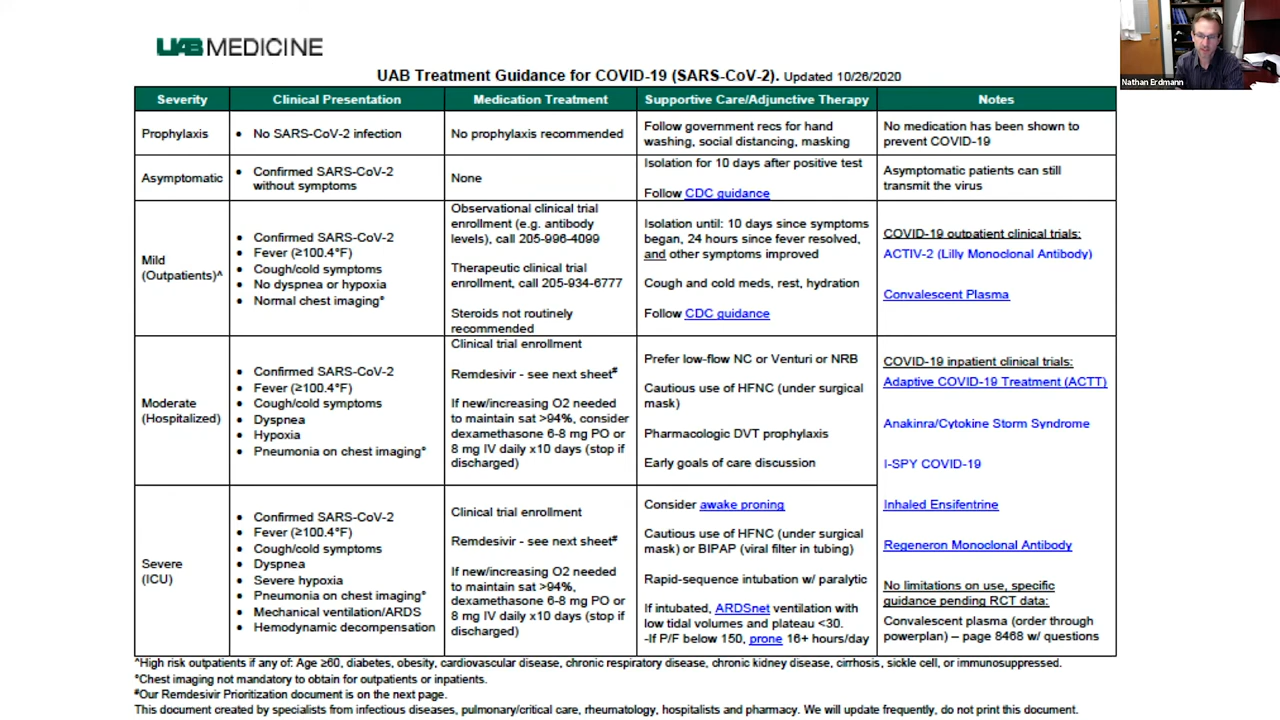 UAB MEDICINE
Nathan Erdmann
UAB Treatment Guidance for COVID-19 (SARS-CoV-2). Updated 10/26/2020
Severity
Clinical Presentation
Medication Treatment
Supportive Care/Adjunctive Therapy
Notes
Prophylaxis
• No SARS-CoV-2 infection
No prophylaxis recommended
Follow government recs for hand
washing, social distancing, masking
No medication has been shown to
prevent COVID-19
Asymptomatic
• Confirmed SARS-CoV-2
without symptoms
None
Isolation for 10 days after positive test
Follow CDC guidance
Asymptomatic patients can still
transmit the virus
Mild
(Outpatients)^
• Confirmed SARS-CoV-2
• Fever (≥100.4°F)
• Cough/cold symptoms
• No dyspnea or hypoxia
• Normal chest imaging°
Observational clinical trial
enrollment (e.g. antibody
levels), call 205-996-4099
Therapeutic clinical trial
enrollment, call 205-934-6777
Steroids not routinely
recommended
Isolation until: 10 days since symptoms
began, 24 hours since fever resolved,
and other symptoms improved
Cough and cold meds, rest, hydration
Follow CDC guidance
COVID-19 outpatient clinical trials:
ACTIV-2 (Lilly Monoclonal Antibody)
Convalescent Plasma
Moderate
(Hospitalized)
• Confirmed SARS-CoV-2
• Fever (≥100.4°F)
• Cough/cold symptoms
• Dyspnea
• Hypoxia
• Pneumonia on chest imaging°
Clinical trial enrollment
Remdesivir - see next sheet#
If new/increasing O2 needed
to maintain sat >94%, consider
dexamethasone 6-8 mg PO or
8 mg IV daily x10 days (stop if
discharged)
Prefer low-flow NC or Venturi or NRB
Cautious use of HFNC (under surgical
mask)
Pharmacologic DVT prophylaxis
Early goals of care discussion
COVID-19 inpatient clinical trials:
Adaptive COVID-19 Treatment (ACTT)
Anakinra/Cytokine Storm Syndrome
I-SPY COVID-19
Inhaled Ensifentrine
Regeneron Monoclonal Antibody
No limitations on use, specific
guidance pending RCT data:
Convalescent plasma (order through
powerplan) – page 8468 w/ questions
Severe
(ICU)
• Confirmed SARS-CoV-2
• Fever (≥100.4°F)
• Cough/cold symptoms
• Dyspnea
• Severe hypoxia
• Pneumonia on chest imaging°
• Mechanical ventilation/ARDS
• Hemodynamic decompensation
Clinical trial enrollment
Remdesivir - see next sheet#
If new/increasing O2 needed
to maintain sat >94%,
dexamethasone 6-8 mg PO or
8 mg IV daily x10 days (stop if
discharged)
Consider awake proning
Cautious use of HFNC (under surgical
mask) or BIPAP (viral filter in tubing)
Rapid-sequence intubation w/ paralytic
If intubated, ARDSnet ventilation with
low tidal volumes and plateau <30.
-If P/F below 150, prone 16+ hours/day
^High risk outpatients if any of: Age ≥60, diabetes, obesity, cardiovascular disease, chronic respiratory disease, chronic kidney disease, cirrhosis, sickle cell, or immunosuppressed.
°Chest imaging not mandatory to obtain for outpatients or inpatients.
#Our Remdesivir Prioritization document is on the next page.
This document created by specialists from infectious diseases, pulmonary/critical care, rheumatology, hospitalists and pharmacy. We will update frequently, do not print this document.